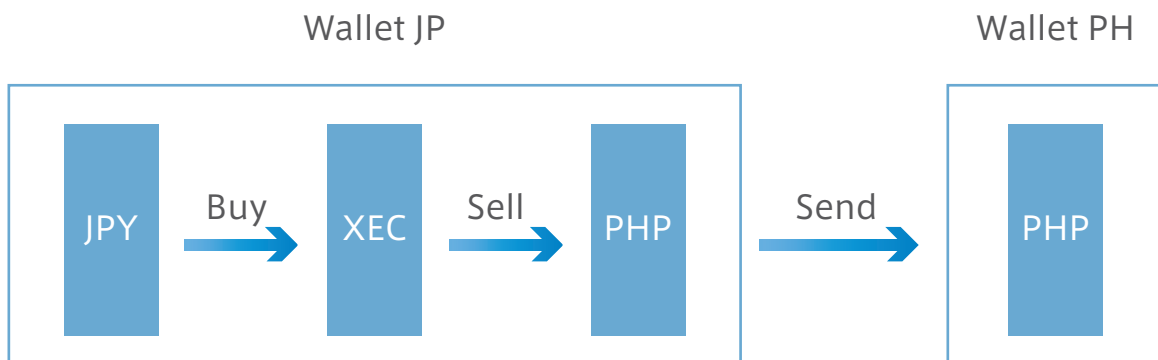 Wallet JP
Wallet PH
Buy
Sell
Send
JPY
XEC
PHP
PHP